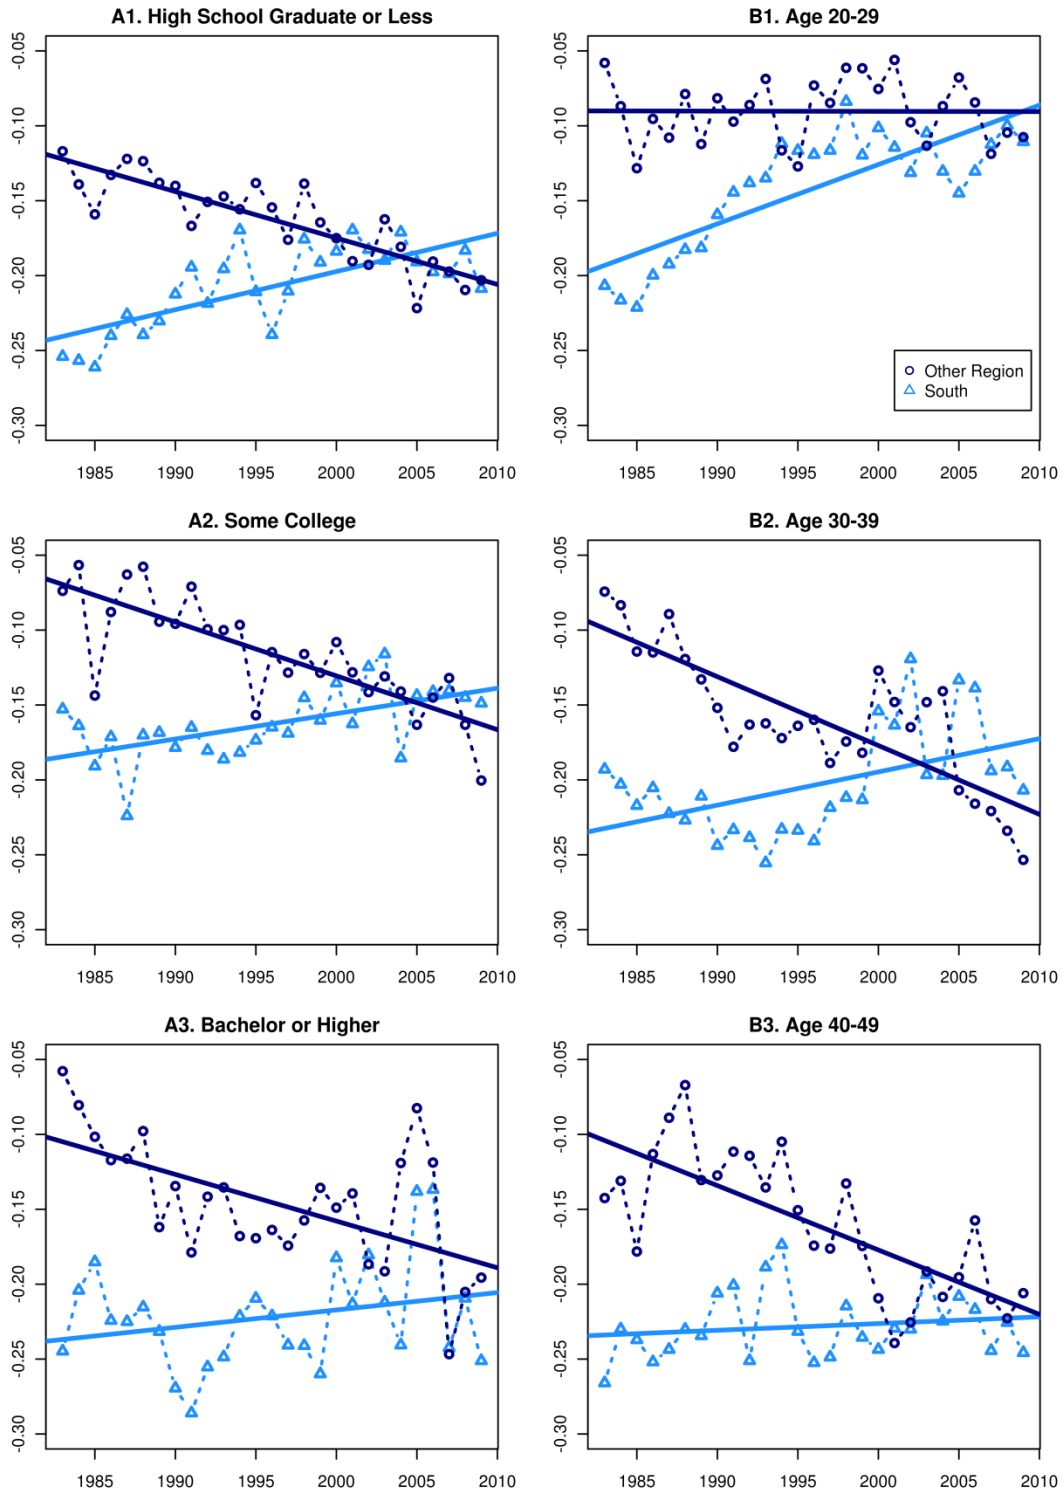 A1. High School Graduate or Less
-0.05
-0.10
-0.15
-0.20
-0.25
-0.30
1985 1990 1995 2000 2005 2010
B1. Age 20-29
-0.05
-0.10
-0.15
-0.20
-0.25
-0.30
Other Region
South
1985 1990 1995 2000 2005 2010
A2. Some College
-0.05
-0.10
-0.15
-0.20
-0.25
-0.30
1985 1990 1995 2000 2005 2010
B2. Age 30-39
-0.05
-0.10
-0.15
-0.20
-0.25
-0.30
1985 1990 1995 2000 2005 2010
A3. Bachelor or Higher
-0.05
-0.10
-0.15
-0.20
-0.25
-0.30
1985 1990 1995 2000 2005 2010
B3. Age 40-49
-0.05
-0.10
-0.15
-0.20
-0.25
-0.30
1985 1990 1995 2000 2005 2010